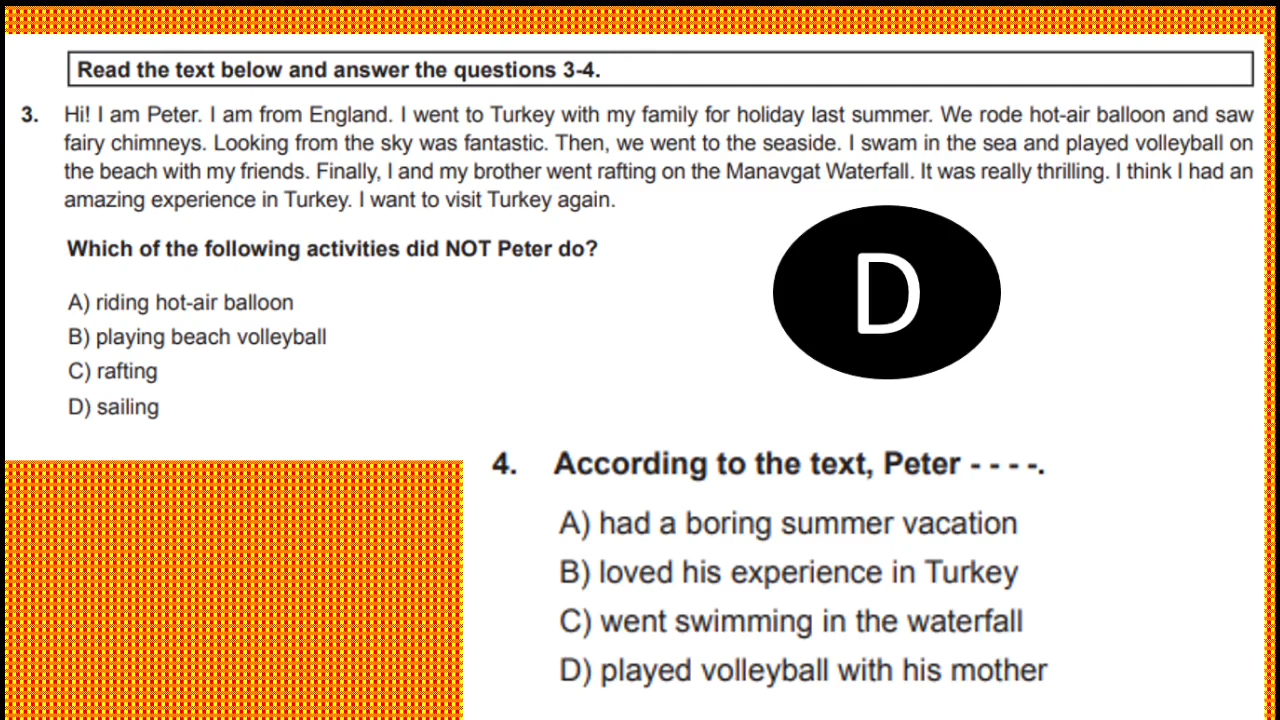 Read the text below and answer the questions 3-4.
3. Hi! I am Peter. I am from England. I went to Turkey with my family for holiday last summer. We rode hot-air balloon and saw
fairy chimneys. Looking from the sky was fantastic. Then, we went to the seaside. I swam in the sea and played volleyball on
the beach with my friends. Finally, I and my brother went rafting on the Manavgat Waterfall. It was really thrilling. I think I had an
amazing experience in Turkey. I want to visit Turkey again.
Which of the following activities did NOT Peter do?
A) riding hot-air balloon
B) playing beach volleyball
C) rafting
D) sailing
D
4. According to the text, Peter - - - -.
A) had a boring summer vacation
B) loved his experience in Turkey
C) went swimming in the waterfall
D) played volleyball with his mother